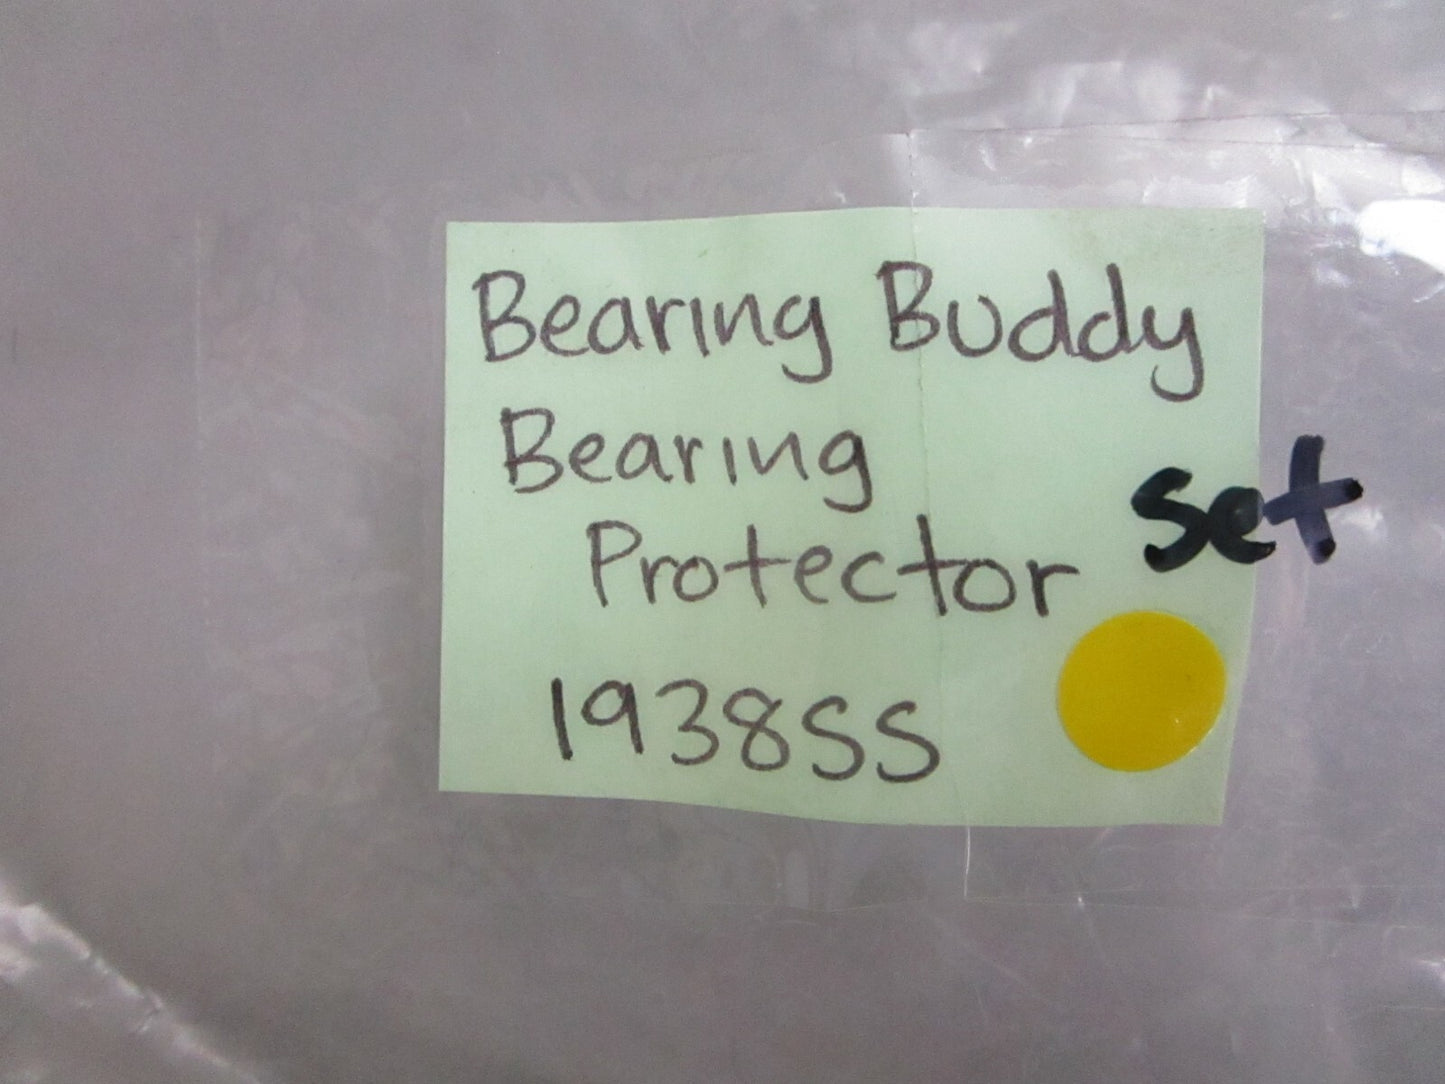 Bearing Buddy
Bearing
Protector set
1938SS